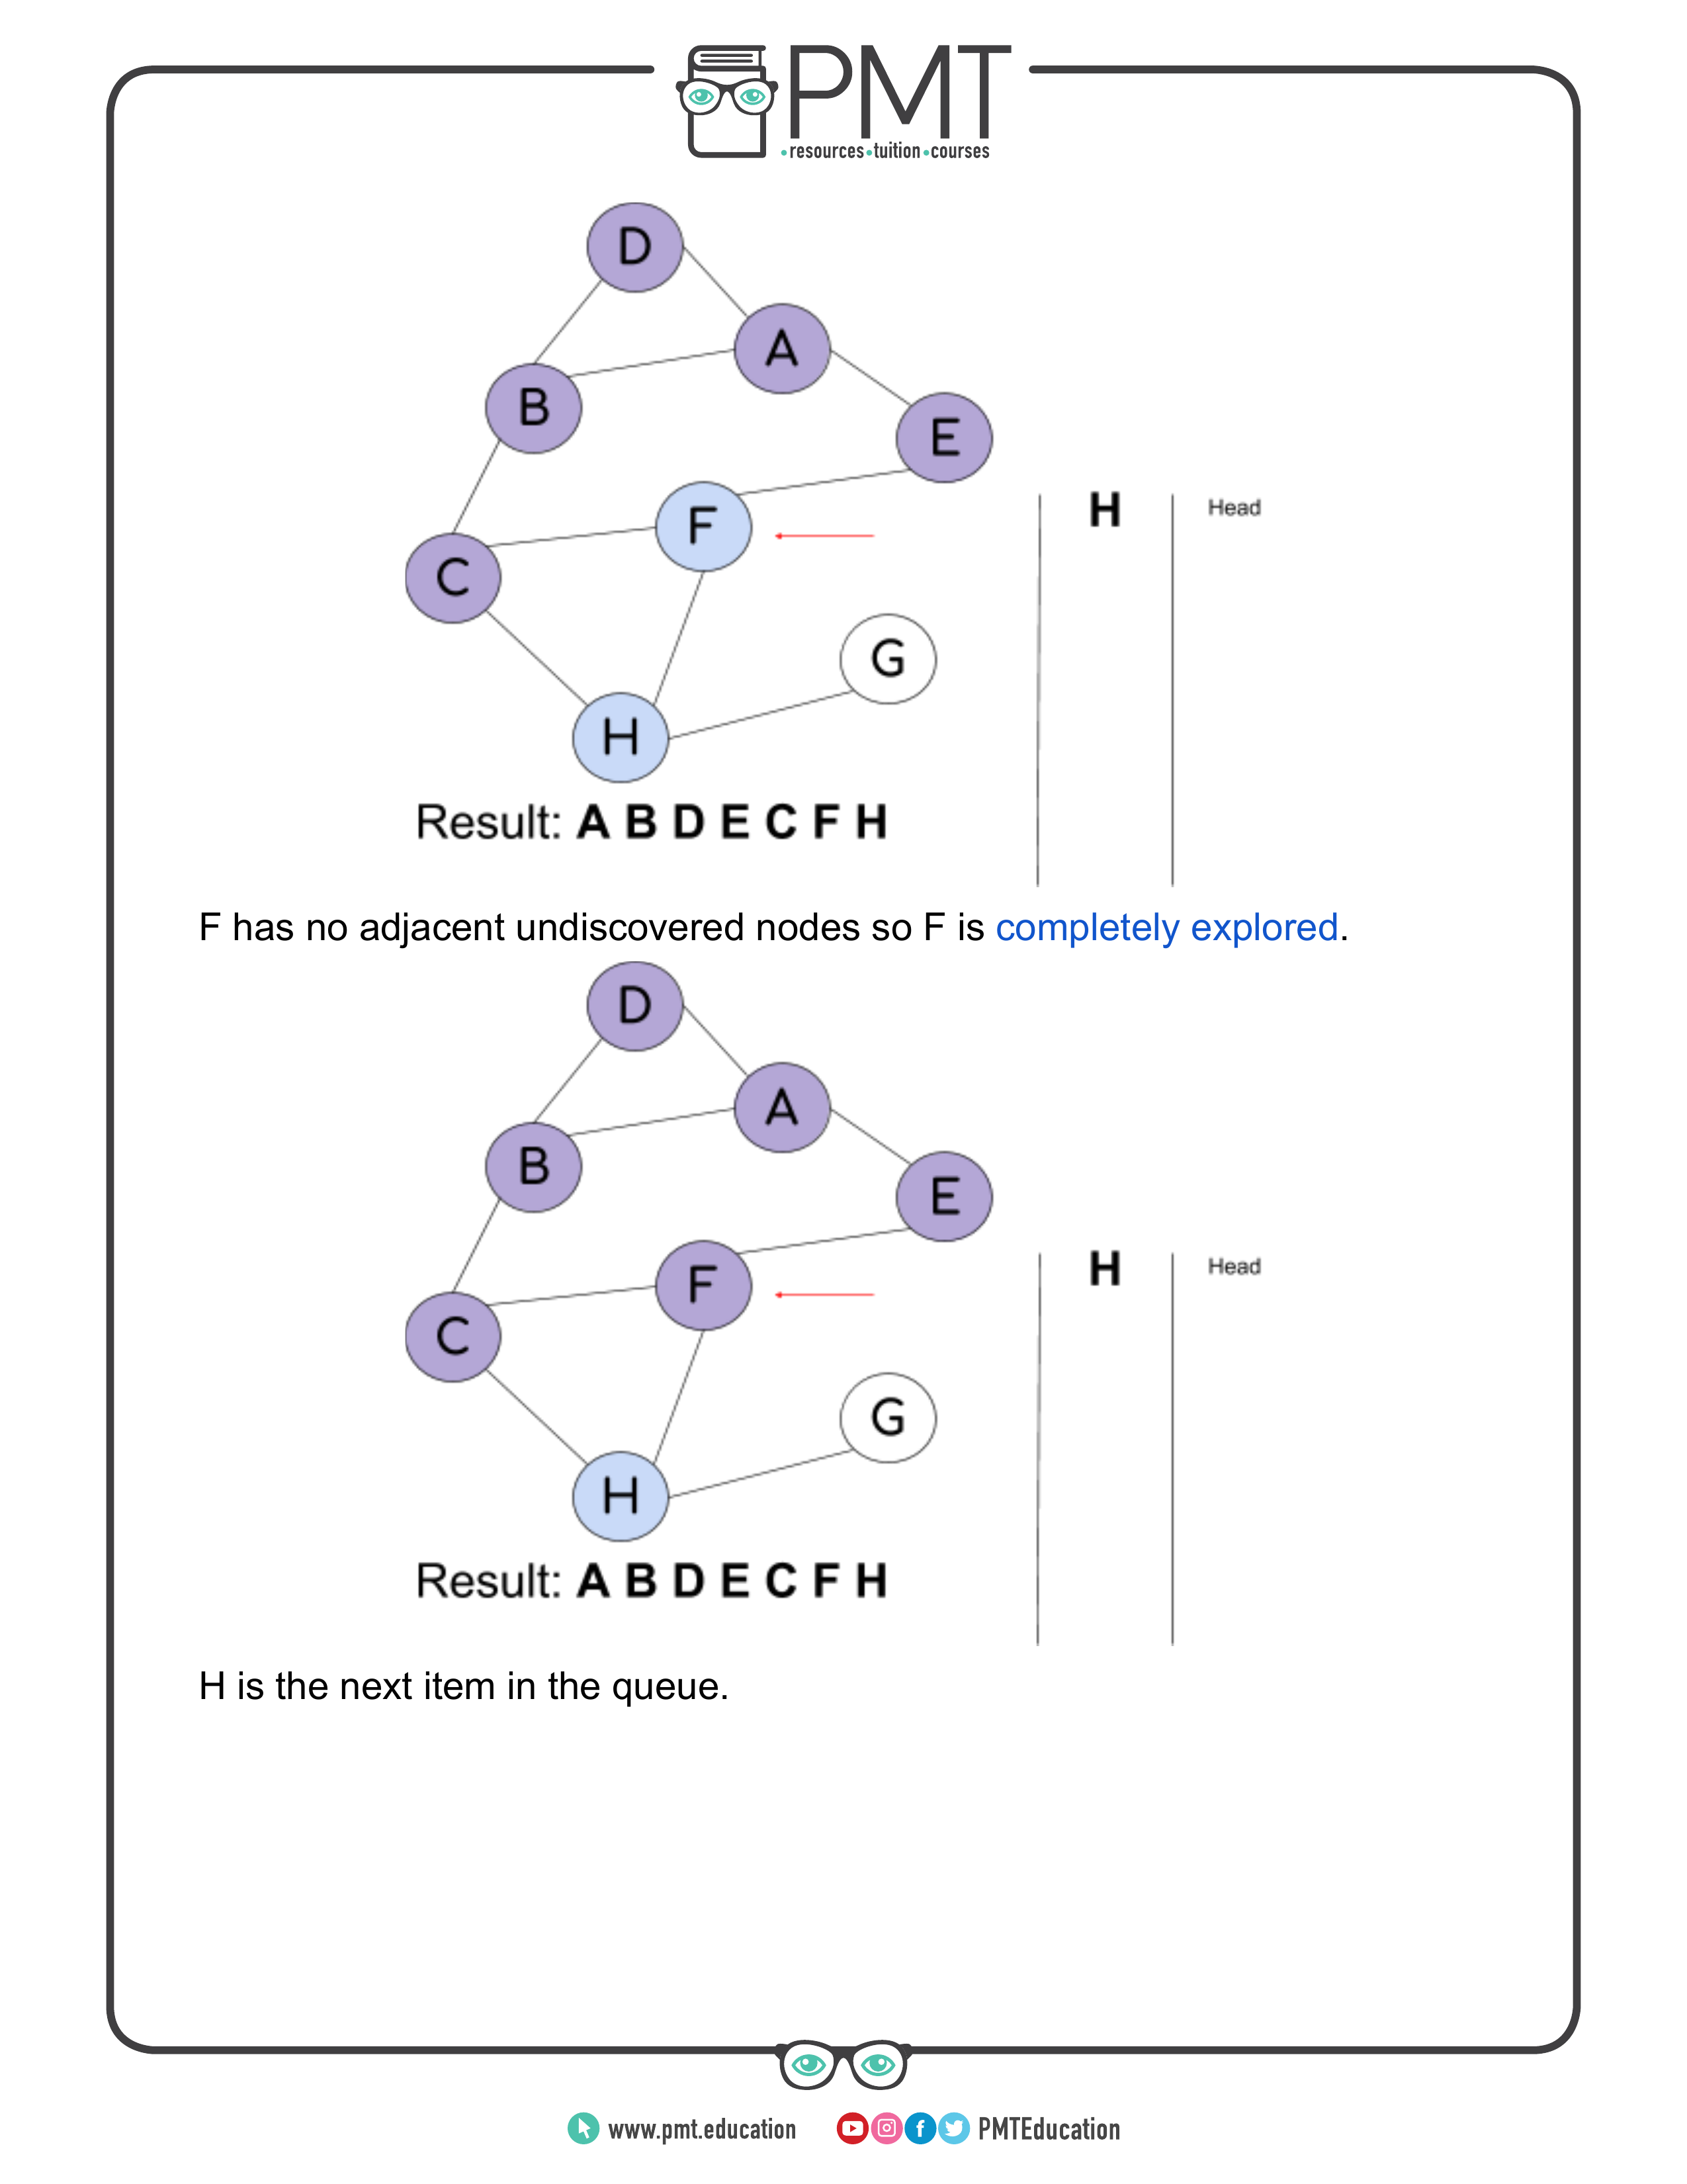 PMT
•resources•tuition•courses
D
A
B
E
F
H
Head
C
G
H
Result: A B D E C F H
F has no adjacent undiscovered nodes so F is completely explored.
D
A
B
E
F
H
Head
C
G
H
Result: A B D E C F H
H is the next item in the queue.
www.pmt.education
PMTEducation